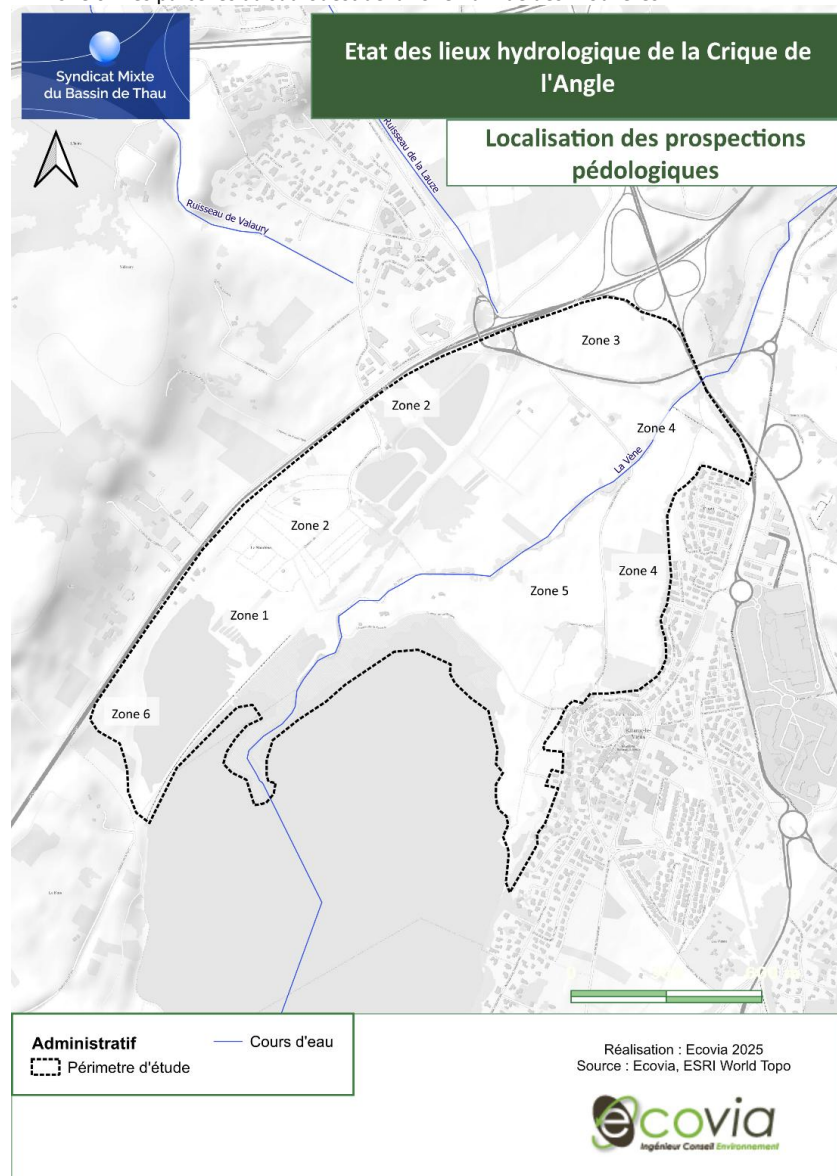 Etat des lieux hydrologique de la Crique de
l'Angle
Syndicat Mixte
du Bassin de Thau
Localisation des prospections
pédologiques
Ruisseau de la Lauze
Ruisseau de Valaury
Zone 3
Zone 2
Zone 4
La Vène
Zone 2
Zone 4
Zone 5
Zone 1
Zone 6
Administratif
Cours d'eau
Périmetre d'étude
Réalisation : Ecovia 2025
Source : Ecovia, ESRI World Topo
ecovia
Ingénieur Conseil Environnement